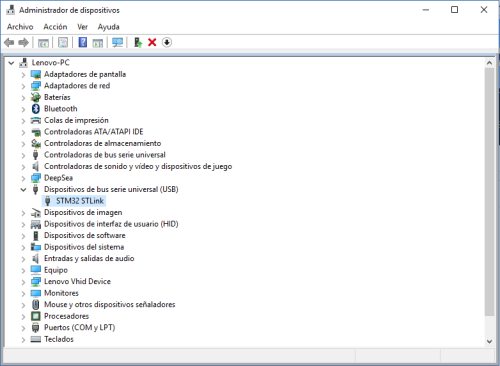 Administrador de dispositivos
Archivo Acción Ver Ayuda
Lenovo-PC
Adaptadores de pantalla
Adaptadores de red
Baterías
Bluetooth
Colas de impresión
Controladoras ATA/ATAPI IDE
Controladoras de almacenamiento
Controladoras de bus serie universal
Controladoras de sonido y vídeo y dispositivos de juego
DeepSea
Dispositivos de bus serie universal (USB)
STM32 STLink
Dispositivos de imagen
Dispositivos de interfaz de usuario (HID)
Dispositivos de software
Dispositivos del sistema
Entradas y salidas de audio
Equipo
Lenovo Vhid Device
Monitores
Mouse y otros dispositivos señaladores
Procesadores
Puertos (COM y LPT)
Teclados